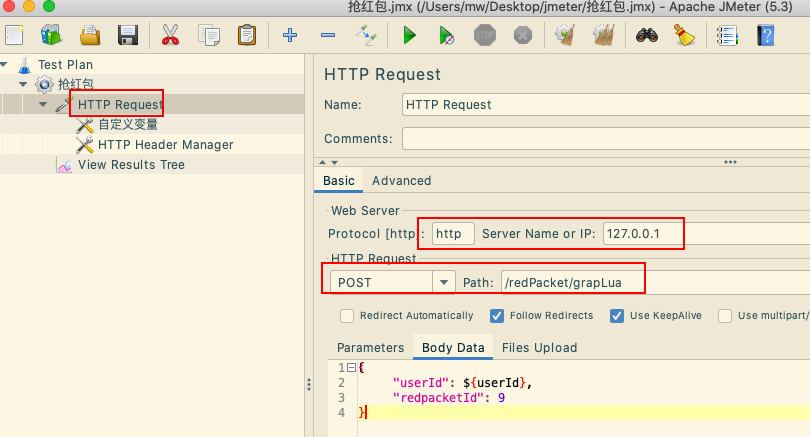 抢红包.jmx (/Users/mw/Desktop/jmeter/抢红包.jmx) - Apache JMeter (5.3)
Test Plan
抢红包
HTTP Request
自定义变量
HTTP Header Manager
View Results Tree
HTTP Request
Name: HTTP Request
Comments:
Basic Advanced
Web Server
Protocol [http]: http Server Name or IP: 127.0.0.1
HTTP Request
POST Path: /redPacket/grapLua
Redirect Automatically Follow Redirects Use KeepAlive Use multipart/
Parameters Body Data Files Upload
1 {
2 "userId": ${userId},
3 "redpacketId": 9
4 }